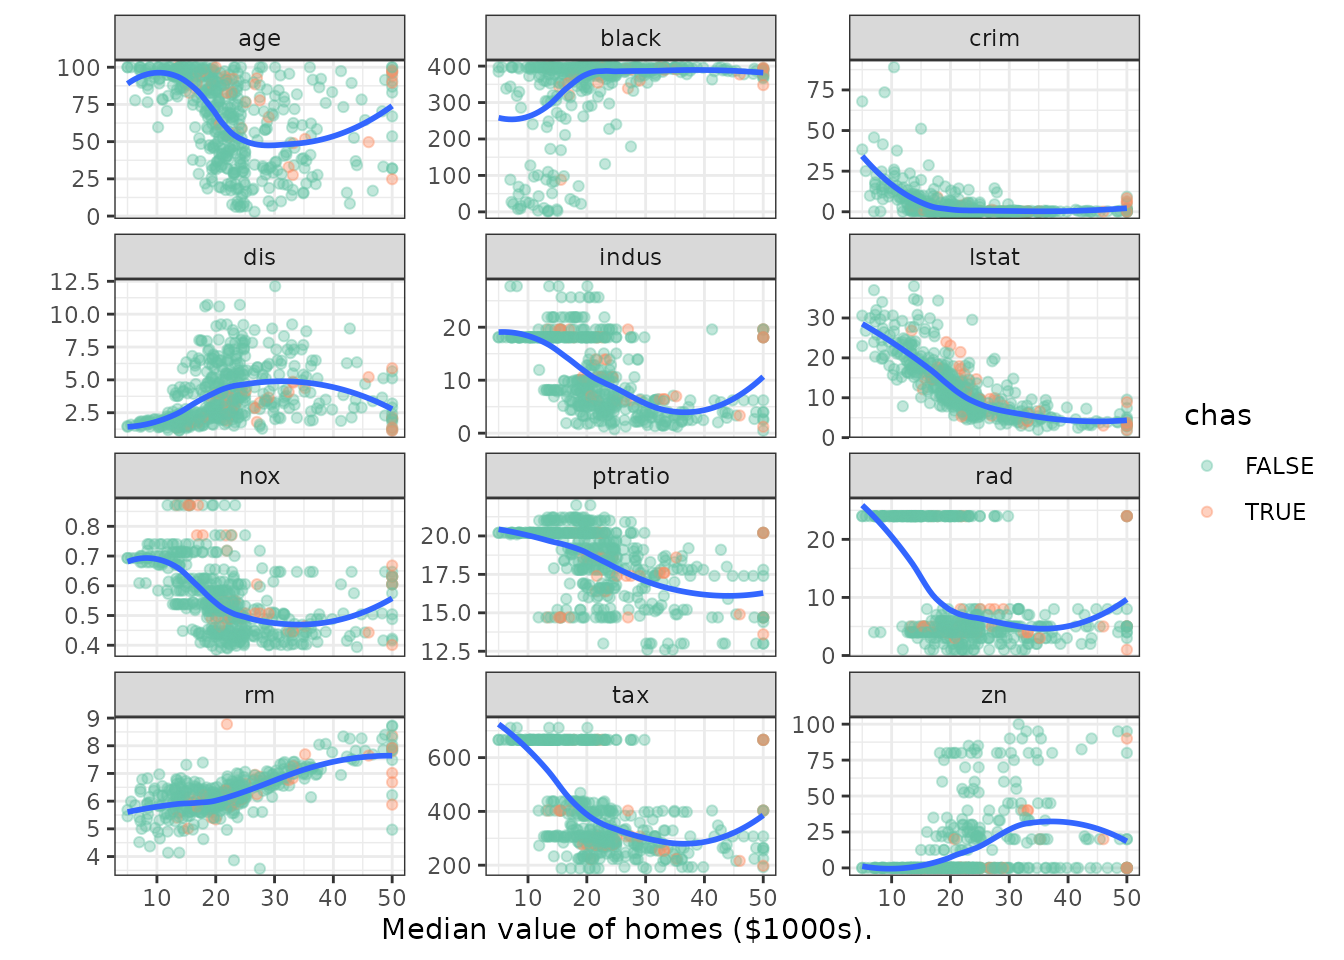 age
black
crim
100
75
50
25
0
400
300
200
100
0
75
50
25
0
dis
indus
lstat
12.5
10.0
7.5
5.0
2.5
20
10
0
30
20
10
0
nox
ptratio
rad
0.8
0.7
0.6
0.5
0.4
20.0
17.5
15.0
12.5
20
10
0
rm
tax
zn
9
8
7
6
5
4
600
400
200
100
75
50
25
0
10 20 30 40 50
10 20 30 40 50
10 20 30 40 50
Median value of homes ($1000s).
chas
FALSE
TRUE